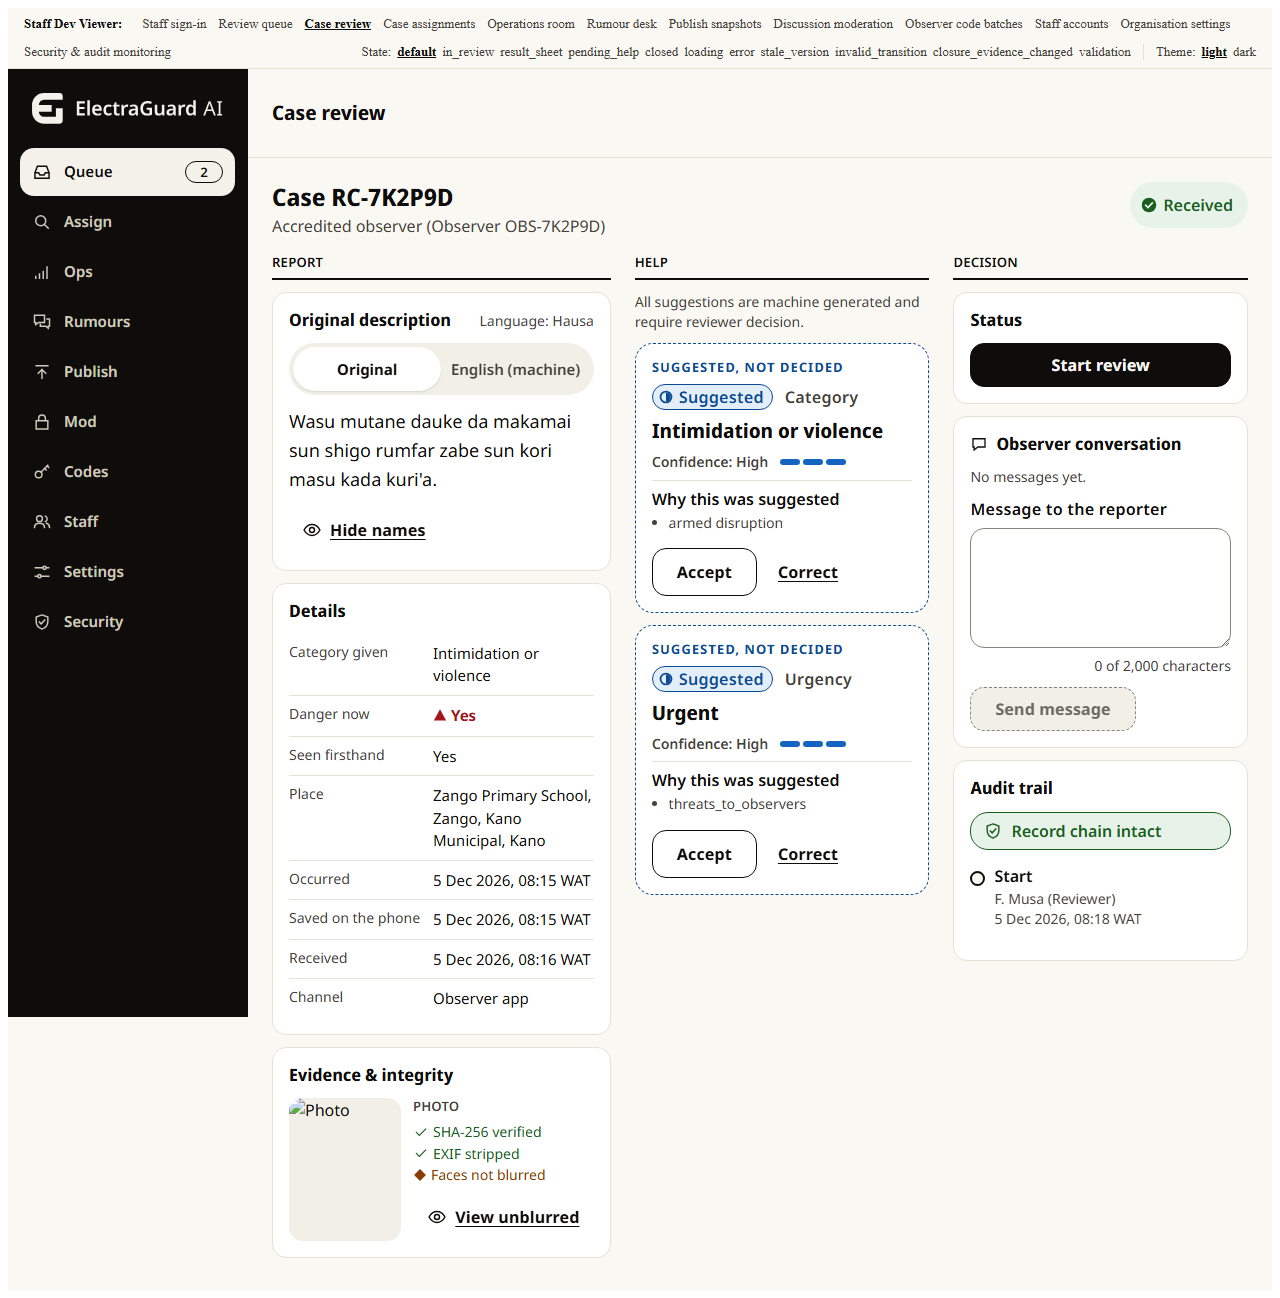 Staff Dev Viewer: Staff sign-in Review queue Case review Case assignments Operations room Rumour desk Publish snapshots Discussion moderation Observer code batches Staff accounts Organisation settings
Security & audit monitoring State: default in_review result_sheet pending_help closed loading error stale_version invalid_transition closure_evidence_changed validation Theme: light dark
ElectraGuard AI
Queue 2
Assign
Ops
Rumours
Publish
Mod
Codes
Staff
Settings
Security
Case review
Case RC-7K2P9D
Accredited observer (Observer OBS-7K2P9D)
Received
REPORT
Original description Language: Hausa
Original English (machine)
Wasu mutane dauke da makamai
sun shigo rumfar zabe sun kori
masu kada kuri'a.
Hide names
Details
Category given Intimidation or
violence
Danger now Yes
Seen firsthand Yes
Place Zango Primary School,
Zango, Kano
Municipal, Kano
Occurred 5 Dec 2026, 08:15 WAT
Saved on the phone 5 Dec 2026, 08:15 WAT
Received 5 Dec 2026, 08:16 WAT
Channel Observer app
Evidence & integrity
Photo
PHOTO
SHA-256 verified
EXIF stripped
Faces not blurred
View unblurred
HELP
All suggestions are machine generated and
require reviewer decision.
SUGGESTED, NOT DECIDED
Suggested Category
Intimidation or violence
Confidence: High
Why this was suggested
armed disruption
Accept Correct
SUGGESTED, NOT DECIDED
Suggested Urgency
Urgent
Confidence: High
Why this was suggested
threats_to_observers
Accept Correct
DECISION
Status
Start review
Observer conversation
No messages yet.
Message to the reporter
0 of 2,000 characters
Send message
Audit trail
Record chain intact
Start
F. Musa (Reviewer)
5 Dec 2026, 08:18 WAT